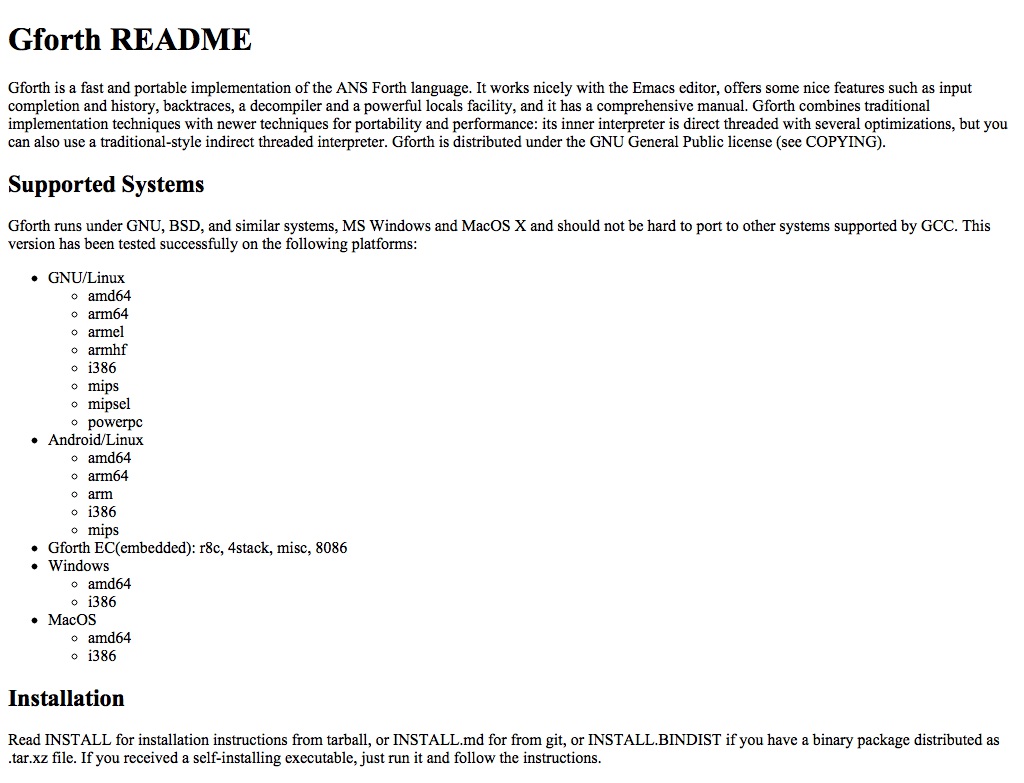 Gforth README
Gforth is a fast and portable implementation of the ANS Forth language. It works nicely with the Emacs editor, offers some nice features such as input
completion and history, backtraces, a decompiler and a powerful locals facility, and it has a comprehensive manual. Gforth combines traditional
implementation techniques with newer techniques for portability and performance: its inner interpreter is direct threaded with several optimizations, but you
can also use a traditional-style indirect threaded interpreter. Gforth is distributed under the GNU General Public license (see COPYING).
Supported Systems
Gforth runs under GNU, BSD, and similar systems, MS Windows and MacOS X and should not be hard to port to other systems supported by GCC. This
version has been tested successfully on the following platforms:
GNU/Linux
amd64
arm64
armel
armhf
i386
mips
mipsel
powerpc
Android/Linux
amd64
arm64
arm
i386
mips
Gforth EC(embedded): r8c, 4stack, misc, 8086
Windows
amd64
i386
MacOS
amd64
i386
Installation
Read INSTALL for installation instructions from tarball, or INSTALL.md for from git, or INSTALL.BINDIST if you have a binary package distributed as
.tar.xz file. If you received a self-installing executable, just run it and follow the instructions.